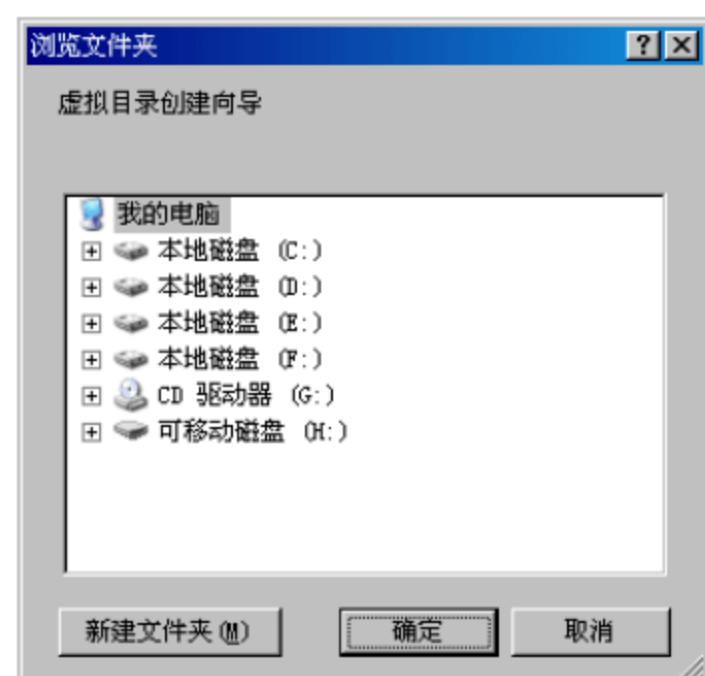 浏览文件夹
虚拟目录创建向导
我的电脑
本地磁盘 (C:)
本地磁盘 (D:)
本地磁盘 (E:)
本地磁盘 (F:)
CD 驱动器 (G:)
可移动磁盘 (H:)
新建文件夹(M) 确定 取消